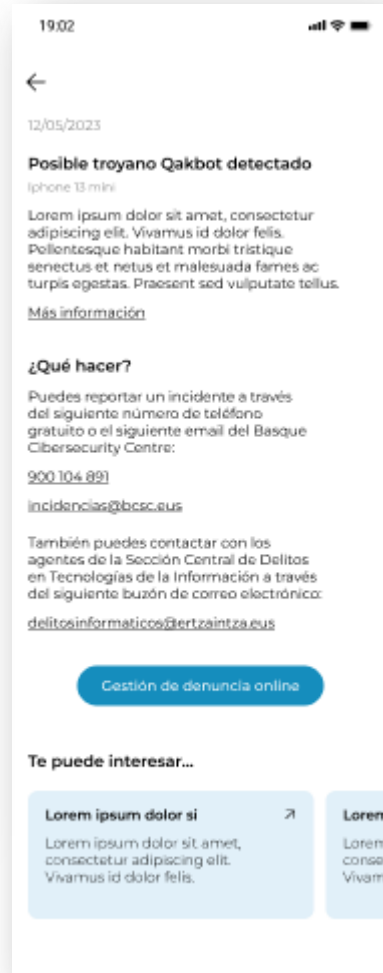 19:02
12/05/2023
Posible troyano Qakbot detectado
Iphone 13 mini
Lorem ipsum dolor sit amet, consectetur
adipiscing elit. Vivamus id dolor felis.
Pellentesque habitant morbi tristique
senectus et netus et malesuada fames ac
turpis egestas. Praesent sed vulputate tellus.
Más información
¿Qué hacer?
Puedes reportar un incidente a través
del siguiente número de teléfono
gratuito o el siguiente email del Basque
Cibersecurity Centre:
900 104 891
incidencias@bcsc.eus
También puedes contactar con los
agentes de la Sección Central de Delitos
en Tecnologías de la Información a través
del siguiente buzón de correo electrónico:
delitosinformaticos@ertzaintza.eus
Gestión de denuncia online
Te puede interesar...
Lorem ipsum dolor si
Lorem ipsum dolor sit amet,
consectetur adipiscing elit.
Vivamus id dolor felis.
Lorem
Lorem
conse
Vivam